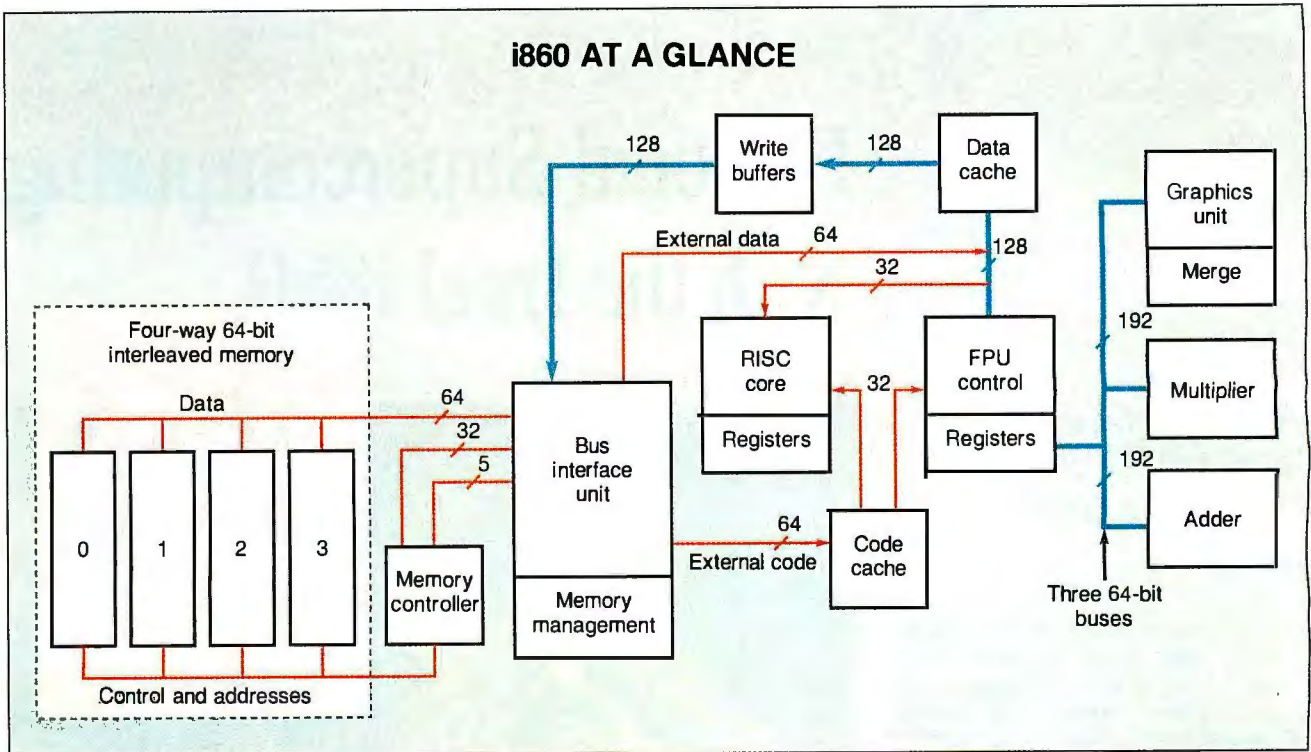 i860 AT A GLANCE
128
Write
buffers
128
Data
cache
Graphics
unit
Merge
External data
64
128
32
Four-way 64-bit
interleaved memory
RISC
core
Registers
32
FPU
control
Registers
192
Multiplier
Data
64
32
5
Bus
interface
unit
192
0
1
2
3
Memory
controller
64
External code
Code
cache
Adder
Memory
management
Three 64-bit
buses
Control and addresses